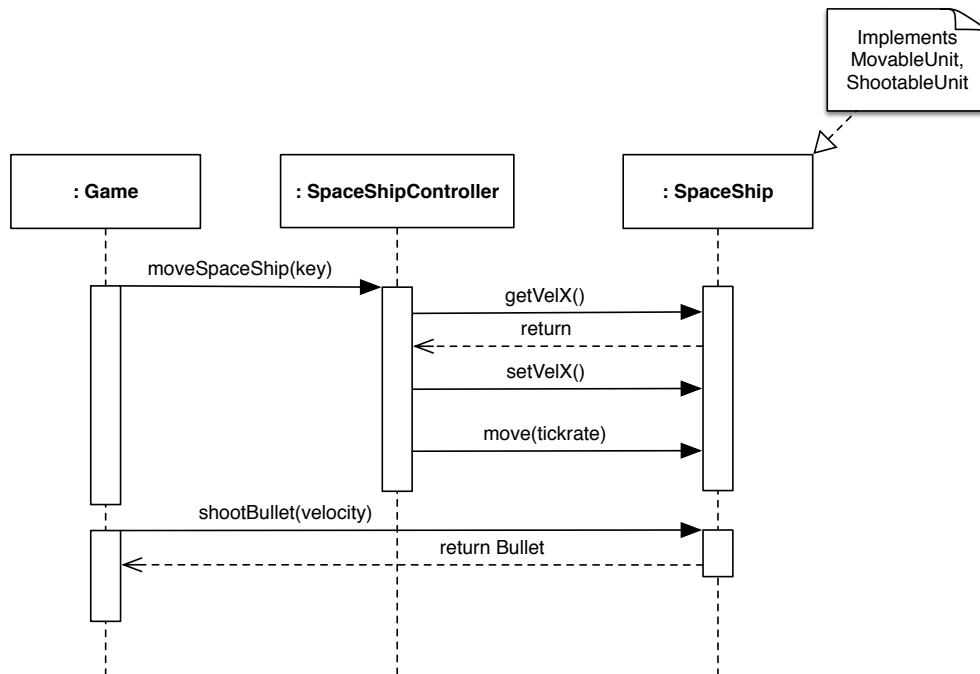 Implements
MovableUnit,
ShootableUnit
: Game
: SpaceShipController
: SpaceShip
moveSpaceShip(key)
getVelX()
return
setVelX()
move(tickrate)
shootBullet(velocity)
return Bullet